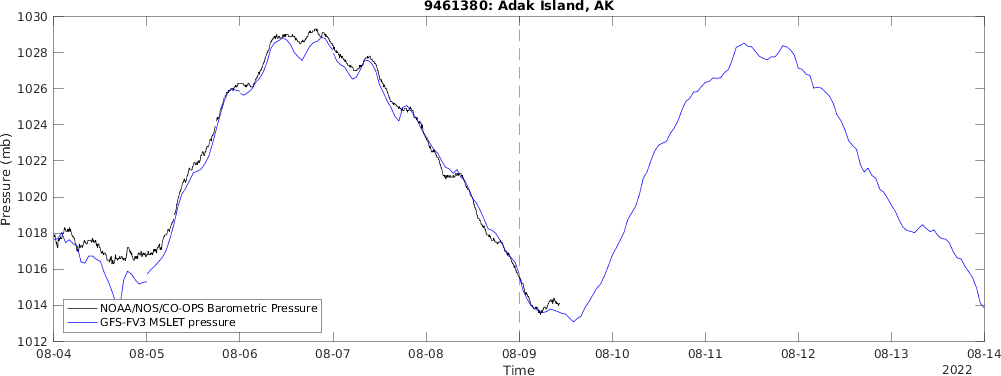 9461380: Adak Island, AK
Pressure (mb)
1030
1028
1026
1024
1022
1020
1018
1016
1014
1012
NOAA/NOS/CO-OPS Barometric Pressure
GFS-FV3 MSLET pressure
08-04 08-05 08-06 08-07 08-08 08-09 08-10 08-11 08-12 08-13 08-14
Time
2022